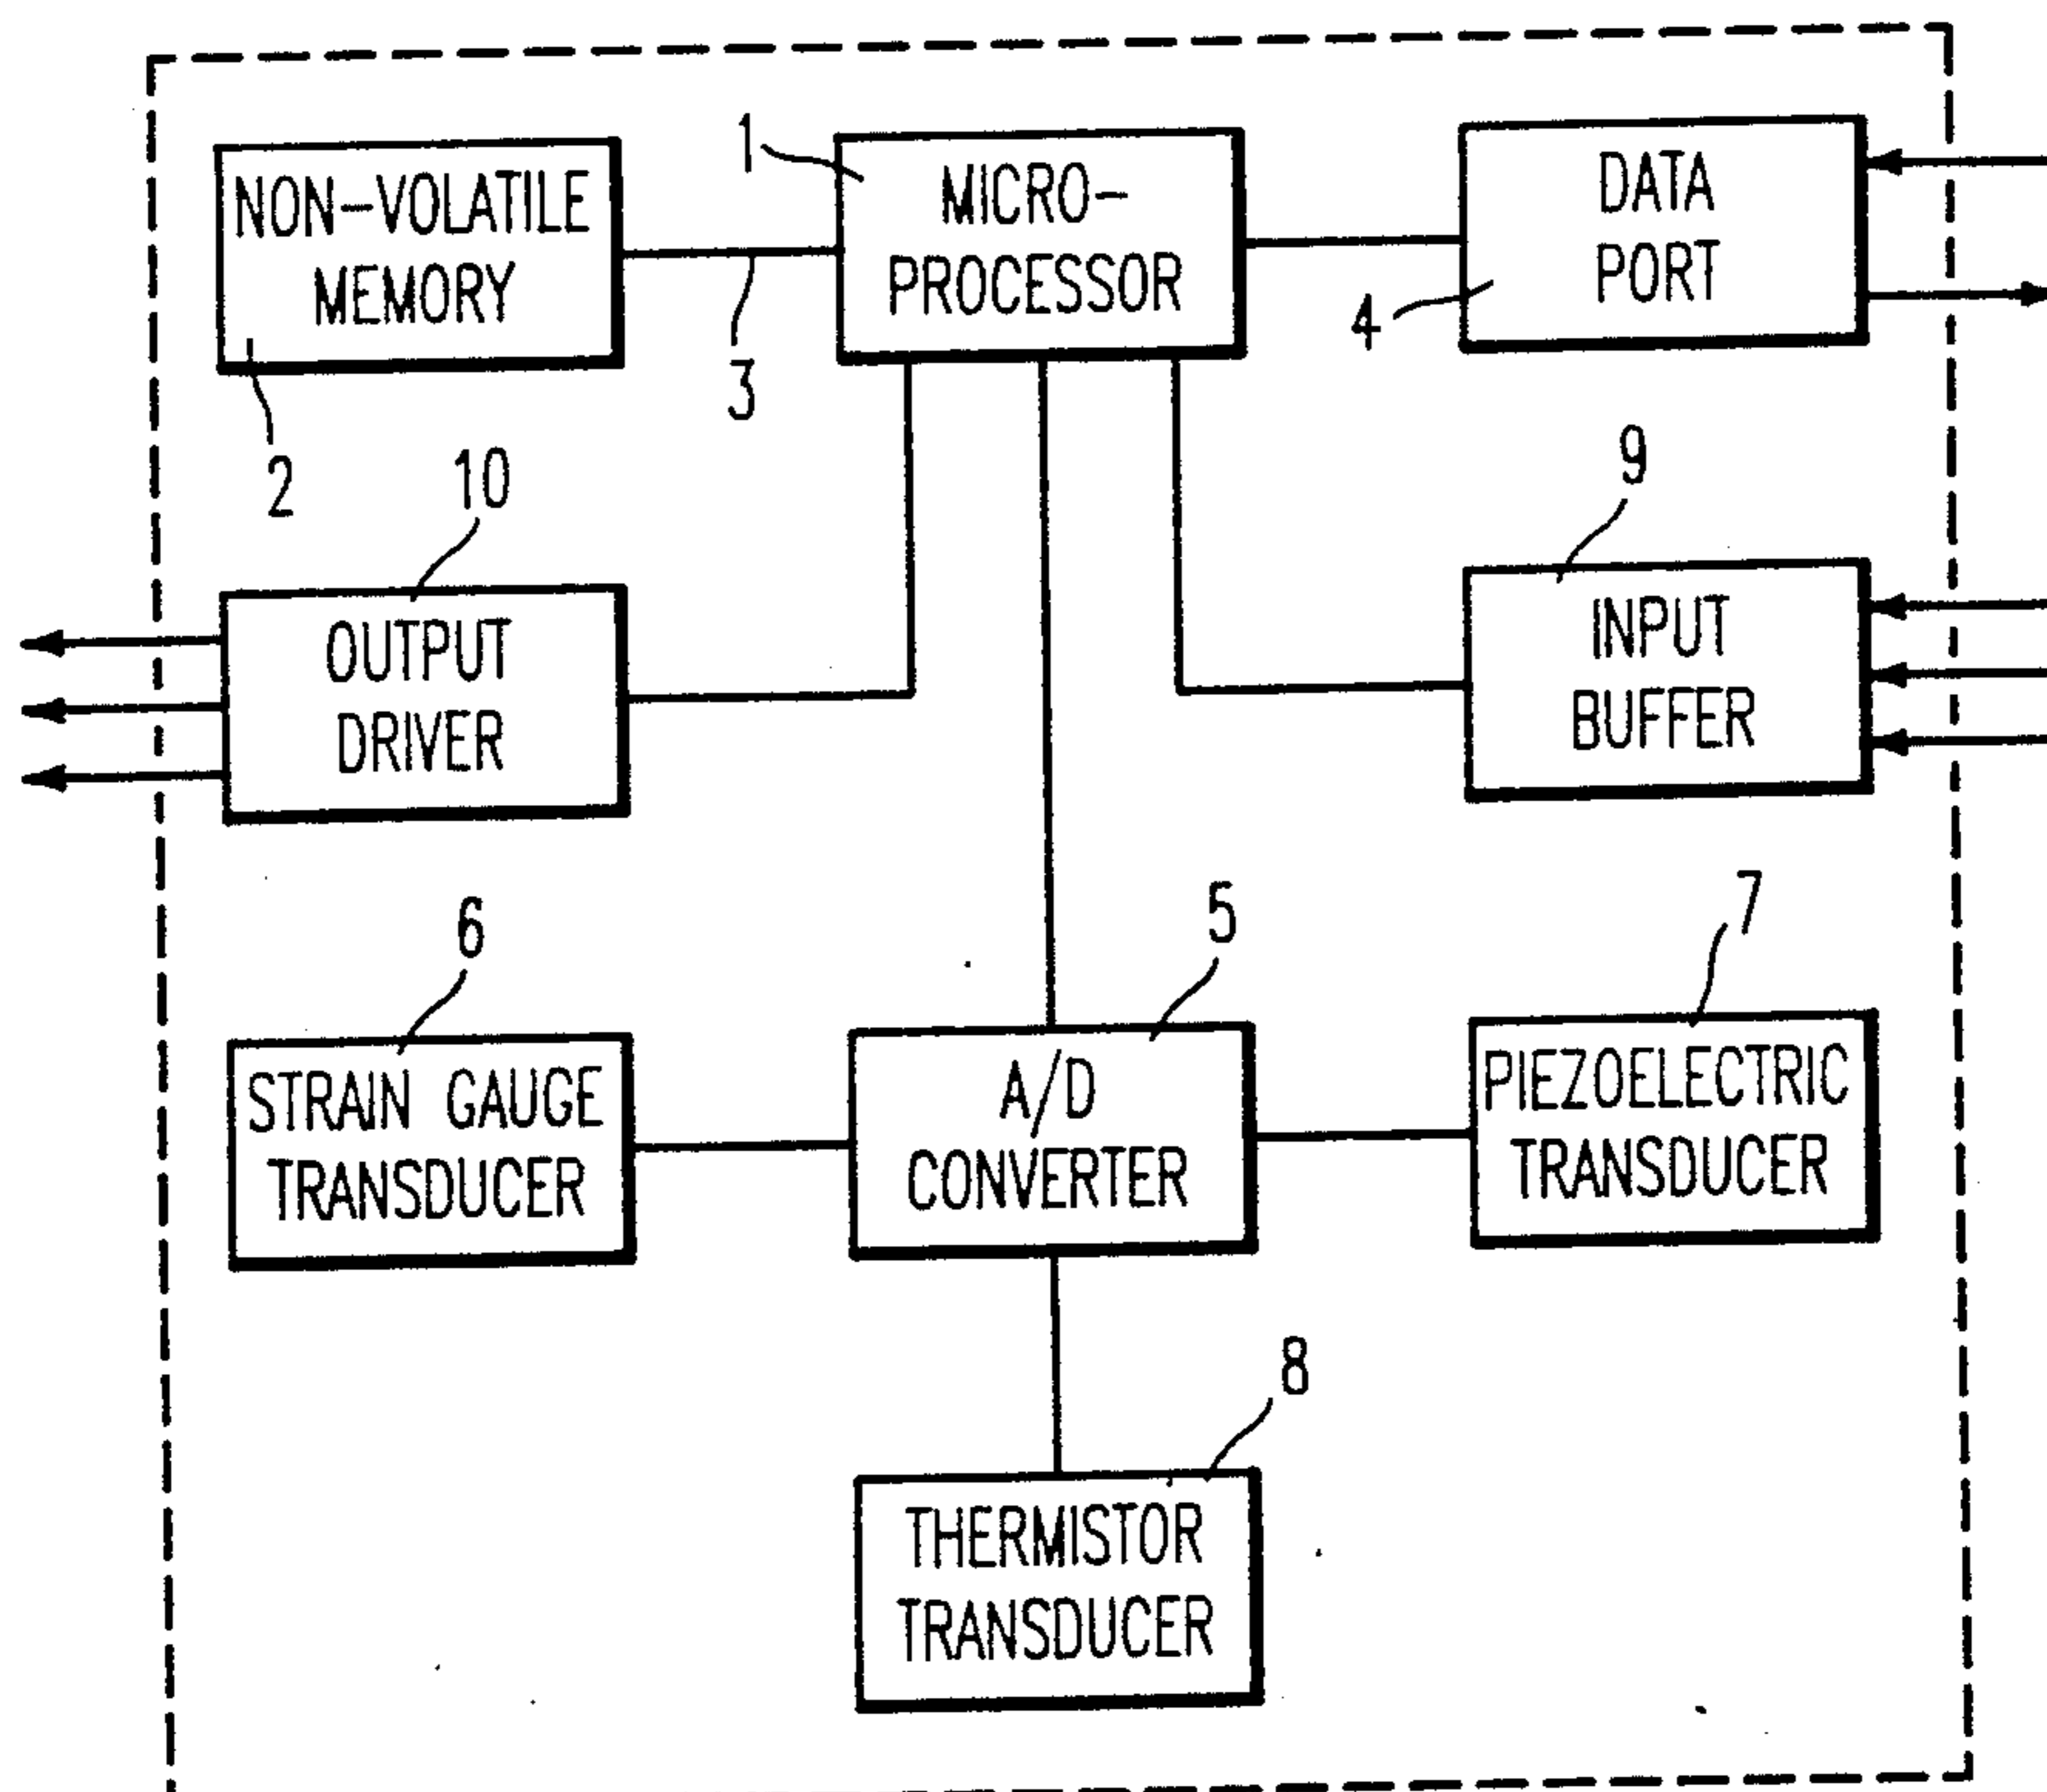 1
NON-VOLATILE
MEMORY
MICRO-
PROCESSOR
DATA
PORT
4
3
2
10
9
OUTPUT
DRIVER
INPUT
BUFFER
6
5
7
STRAIN GAUGE
TRANSDUCER
A/D
CONVERTER
PIEZOELECTRIC
TRANSDUCER
8
THERMISTOR
TRANSDUCER